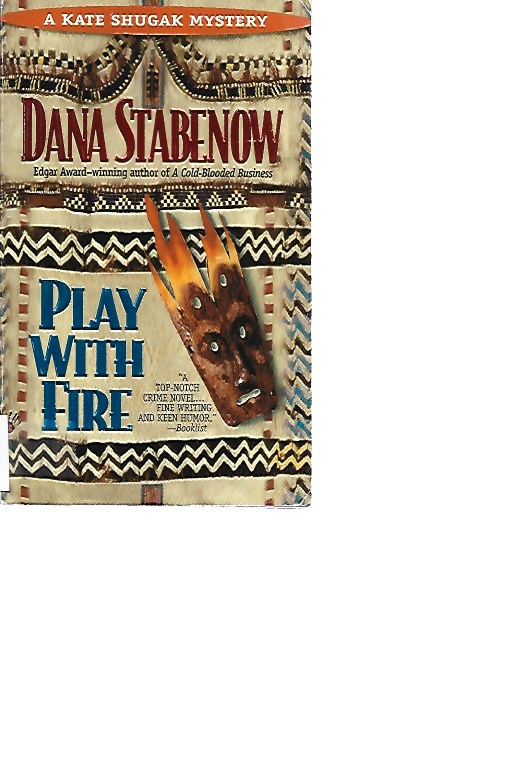 A KATE SHUGAK MYSTERY
DANA STABENOW
Edgar Award–winning author of A Cold-Blooded Business
PLAY
WITH
FIRE
"A
TOP-NOTCH
CRIME NOVEL...
FINE WRITING
AND KEEN HUMOR."
—Booklist